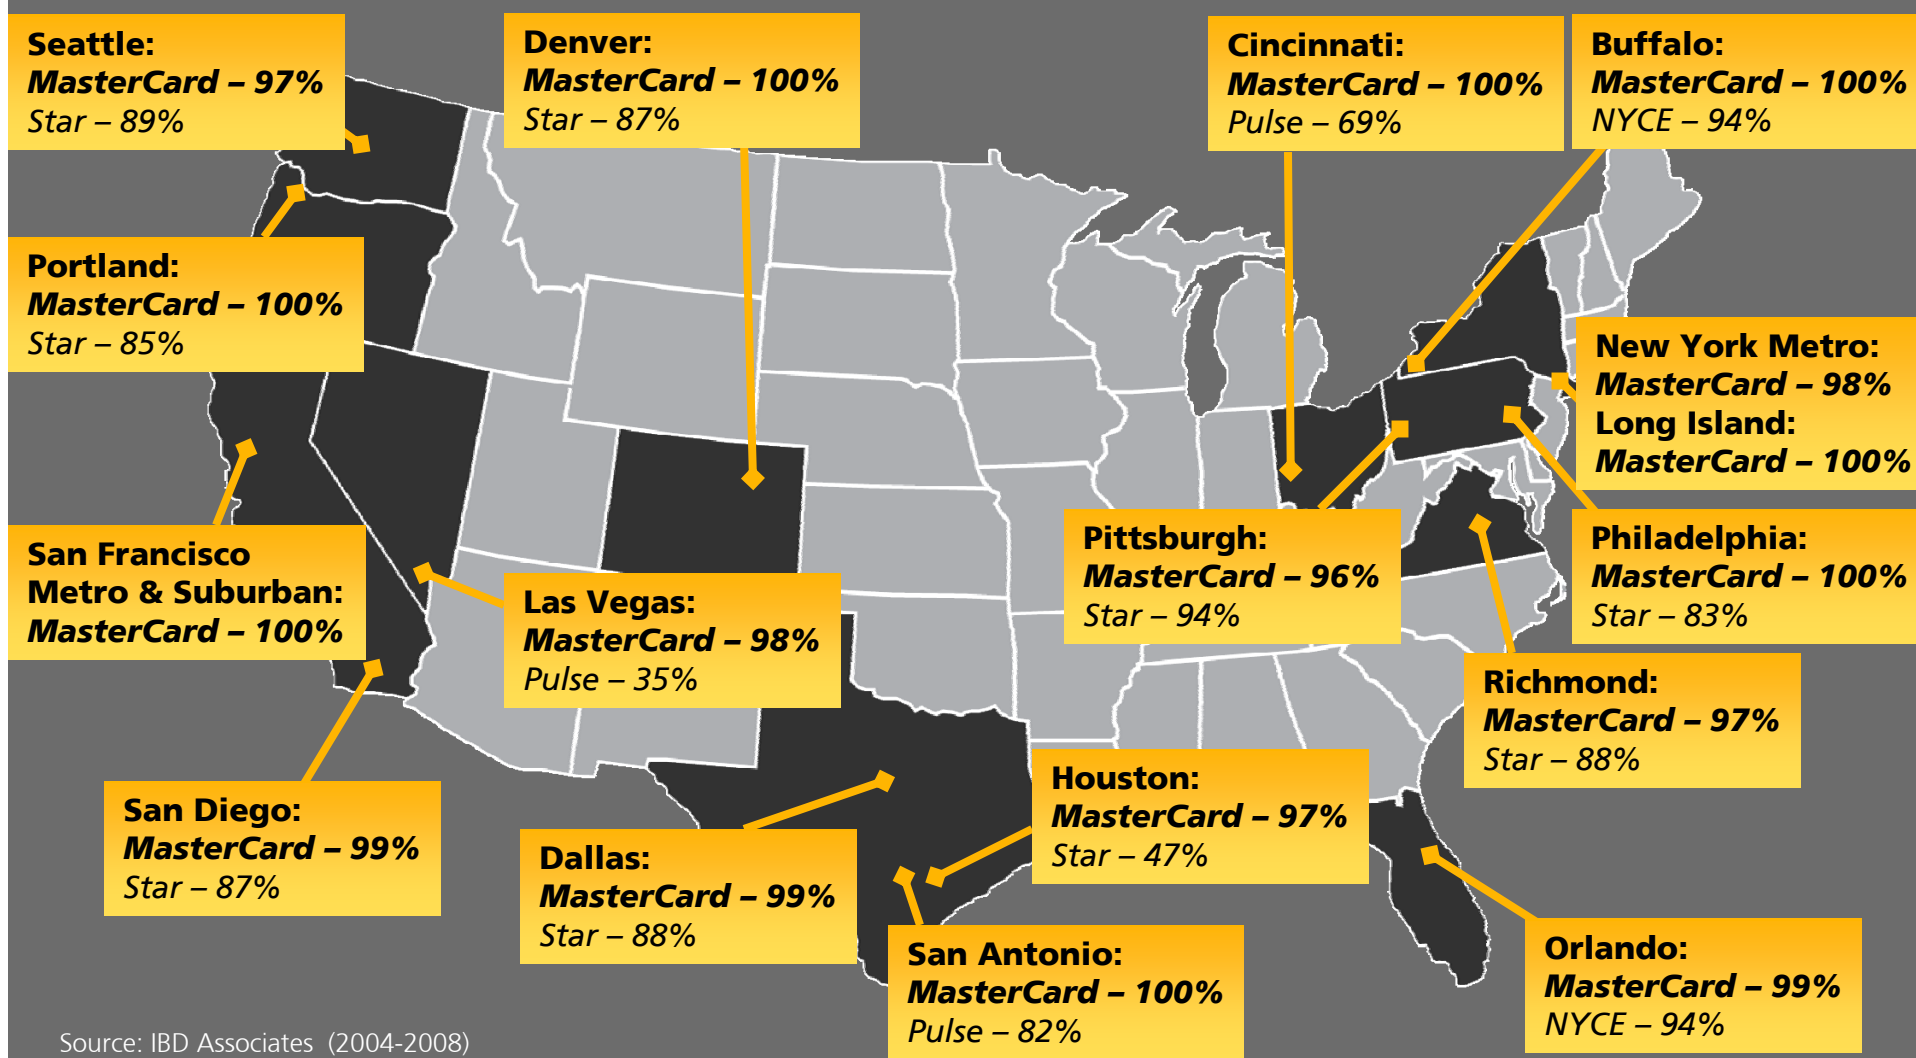 Seattle:
MasterCard – 97%
Star – 89%
Denver:
MasterCard – 100%
Star – 87%
Cincinnati:
MasterCard – 100%
Pulse – 69%
Buffalo:
MasterCard – 100%
NYCE – 94%
Portland:
MasterCard – 100%
Star – 85%
New York Metro:
MasterCard – 98%
Long Island:
MasterCard – 100%
San Francisco
Metro & Suburban:
MasterCard – 100%
Las Vegas:
MasterCard – 98%
Pulse – 35%
Pittsburgh:
MasterCard – 96%
Star – 94%
Philadelphia:
MasterCard – 100%
Star – 83%
Richmond:
MasterCard – 97%
Star – 88%
San Diego:
MasterCard – 99%
Star – 87%
Dallas:
MasterCard – 99%
Star – 88%
Houston:
MasterCard – 97%
Star – 47%
San Antonio:
MasterCard – 100%
Pulse – 82%
Orlando:
MasterCard – 99%
NYCE – 94%
Source: IBD Associates (2004-2008)